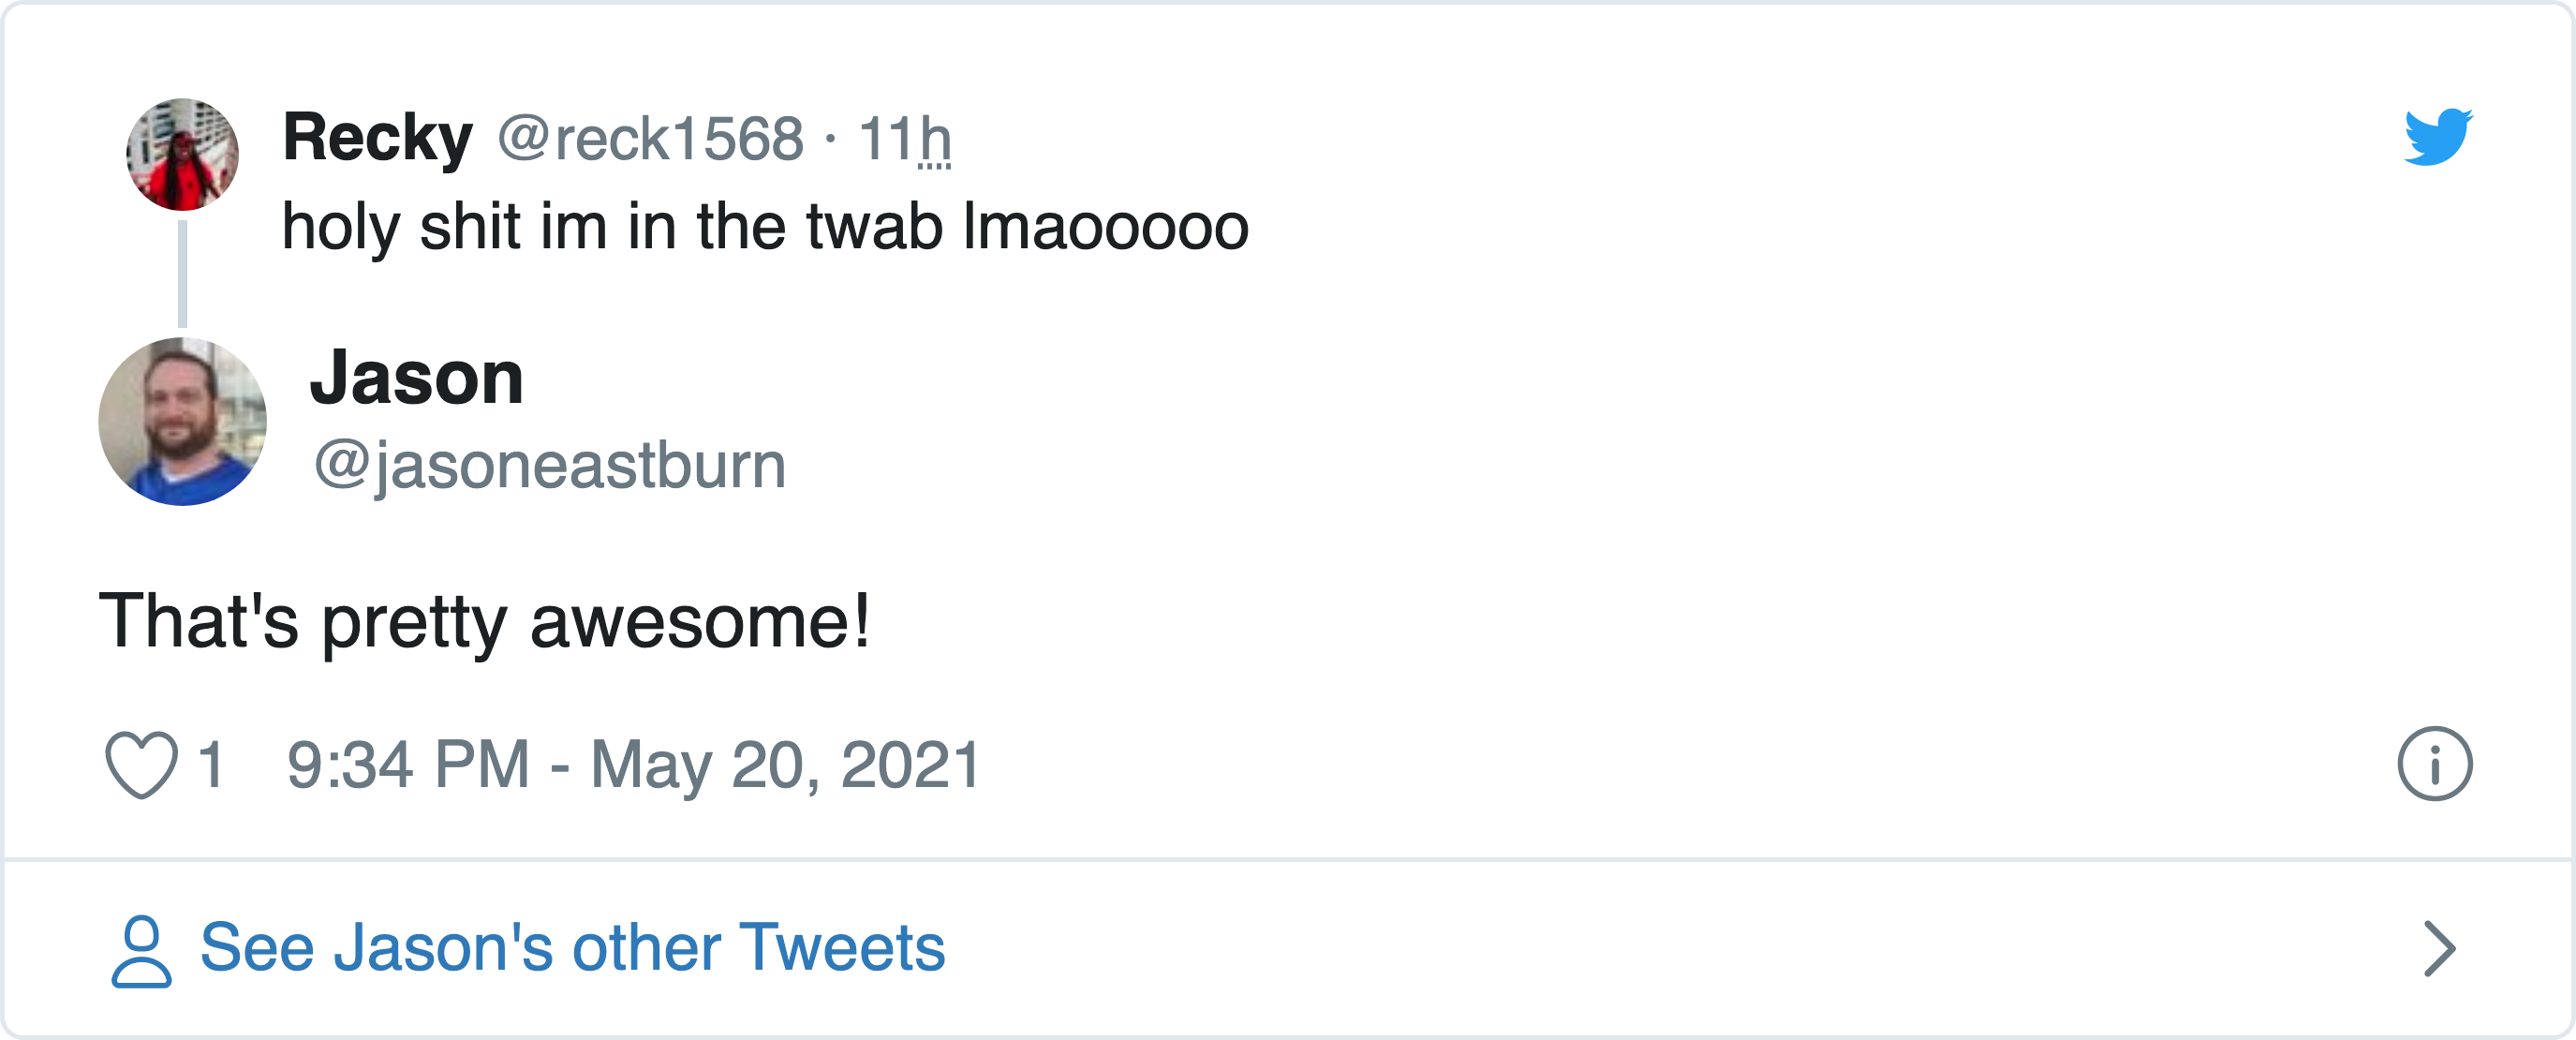 Recky @reck1568 · 11h
holy shit im in the twab lmaooooo
Jason
@jasoneastburn
That's pretty awesome!
1 9:34 PM - May 20, 2021
See Jason's other Tweets